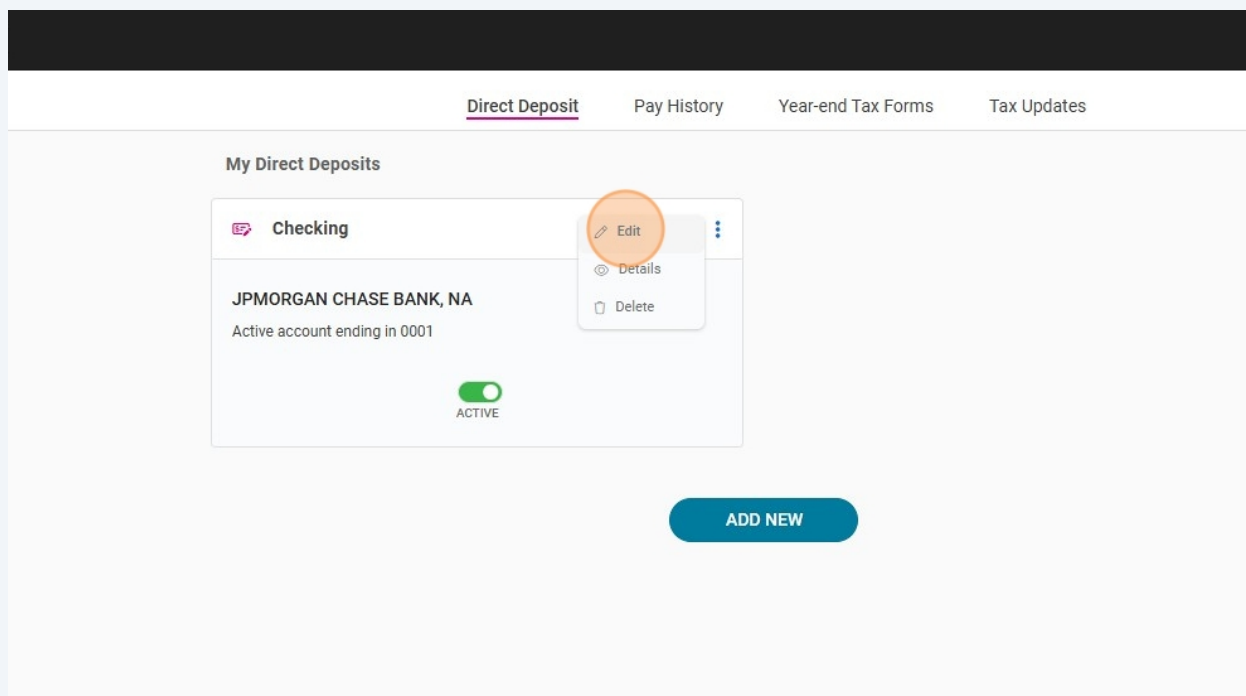 Direct Deposit Pay History Year-end Tax Forms Tax Updates
My Direct Deposits
Checking
Edit
Details
Delete
JPMORGAN CHASE BANK, NA
Active account ending in 0001
ACTIVE
ADD NEW